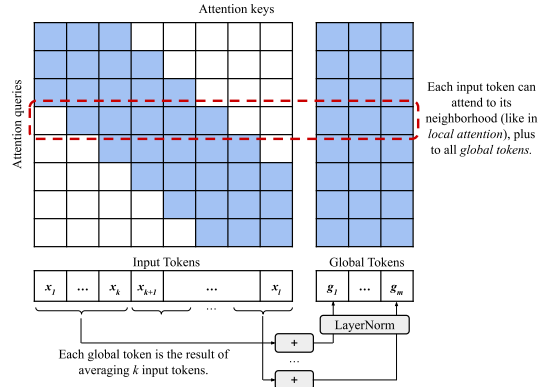 Attention keys
Attention queries
Each input token can
attend to its
neighborhood (like in
local attention), plus
to all global tokens.
Input Tokens
Global Tokens
x1 ... xk xk+1 ... xl
g1 ... gm
...
LayerNorm
+
Each global token is the result of
averaging k input tokens.
...
+